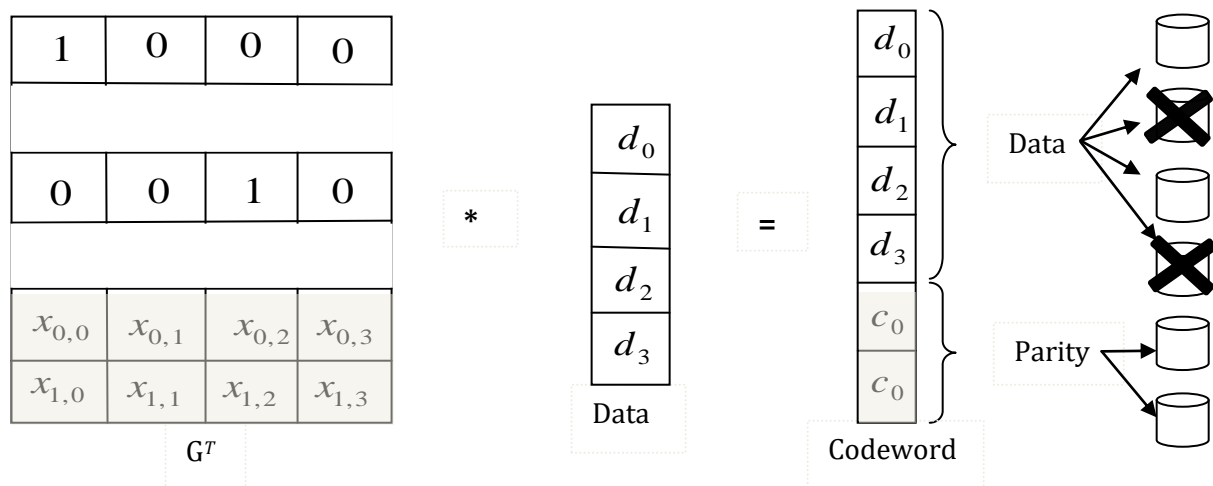 1 0 0 0
0 0 1 0
x0,0 x0,1 x0,2 x0,3
x1,0 x1,1 x1,2 x1,3
G^T
*
d0
d1
d2
d3
Data
=
d0
d1
d2
d3
c0
c0
Codeword
Data
Parity